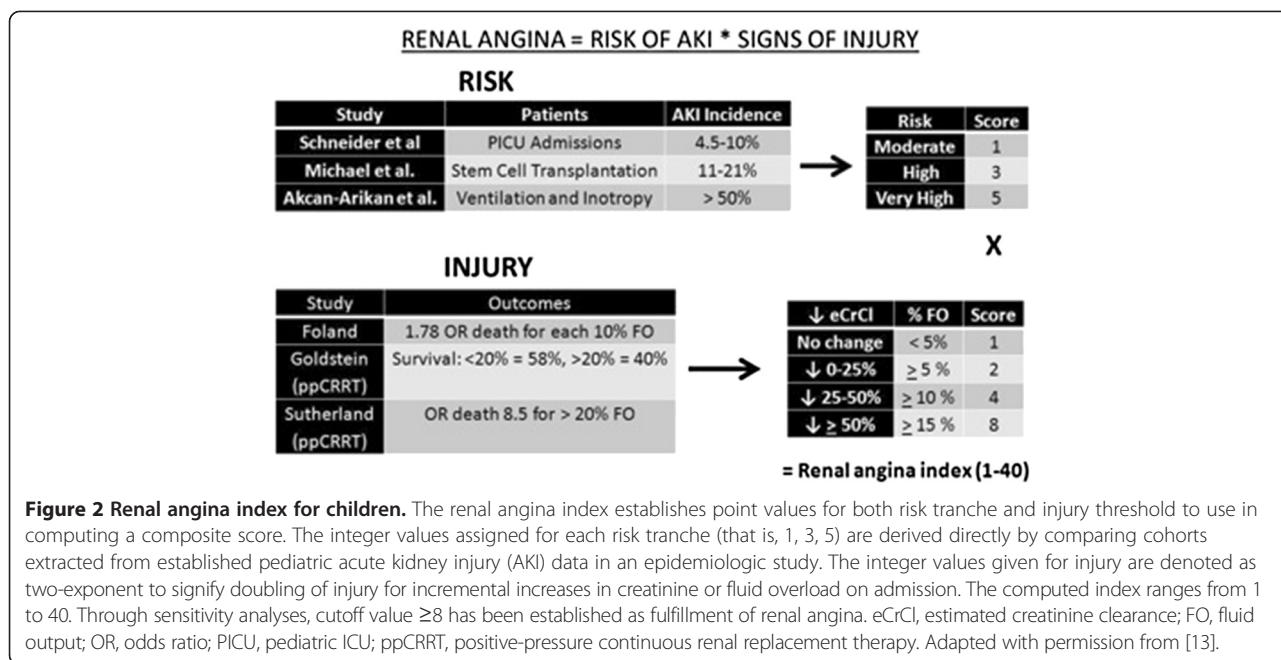 RENAL ANGINA = RISK OF AKI * SIGNS OF INJURY
RISK
Study Patients AKI Incidence
Schneider et al PICU Admissions 4.5-10%
Michael et al. Stem Cell Transplantation 11-21%
Akcan-Arikan et al. Ventilation and Inotropy > 50%
Risk Score
Moderate 1
High 3
Very High 5
X
INJURY
Study Outcomes
Foland 1.78 OR death for each 10% FO
Goldstein Survival: <20% = 58%, >20% = 40%
(ppCRRT)
Sutherland OR death 8.5 for > 20% FO
(ppCRRT)
↓ eCrCl % FO Score
No change < 5% 1
↓ 0-25% ≥ 5 % 2
↓ 25-50% ≥ 10 % 4
↓ ≥ 50% ≥ 15 % 8
= Renal angina index (1-40)
Figure 2 Renal angina index for children. The renal angina index establishes point values for both risk tranche and injury threshold to use in
computing a composite score. The integer values assigned for each risk tranche (that is, 1, 3, 5) are derived directly by comparing cohorts
extracted from established pediatric acute kidney injury (AKI) data in an epidemiologic study. The integer values given for injury are denoted as
two-exponent to signify doubling of injury for incremental increases in creatinine or fluid overload on admission. The computed index ranges from 1
to 40. Through sensitivity analyses, cutoff value ≥8 has been established as fulfillment of renal angina. eCrCl, estimated creatinine clearance; FO, fluid
output; OR, odds ratio; PICU, pediatric ICU; ppCRRT, positive-pressure continuous renal replacement therapy. Adapted with permission from [13].